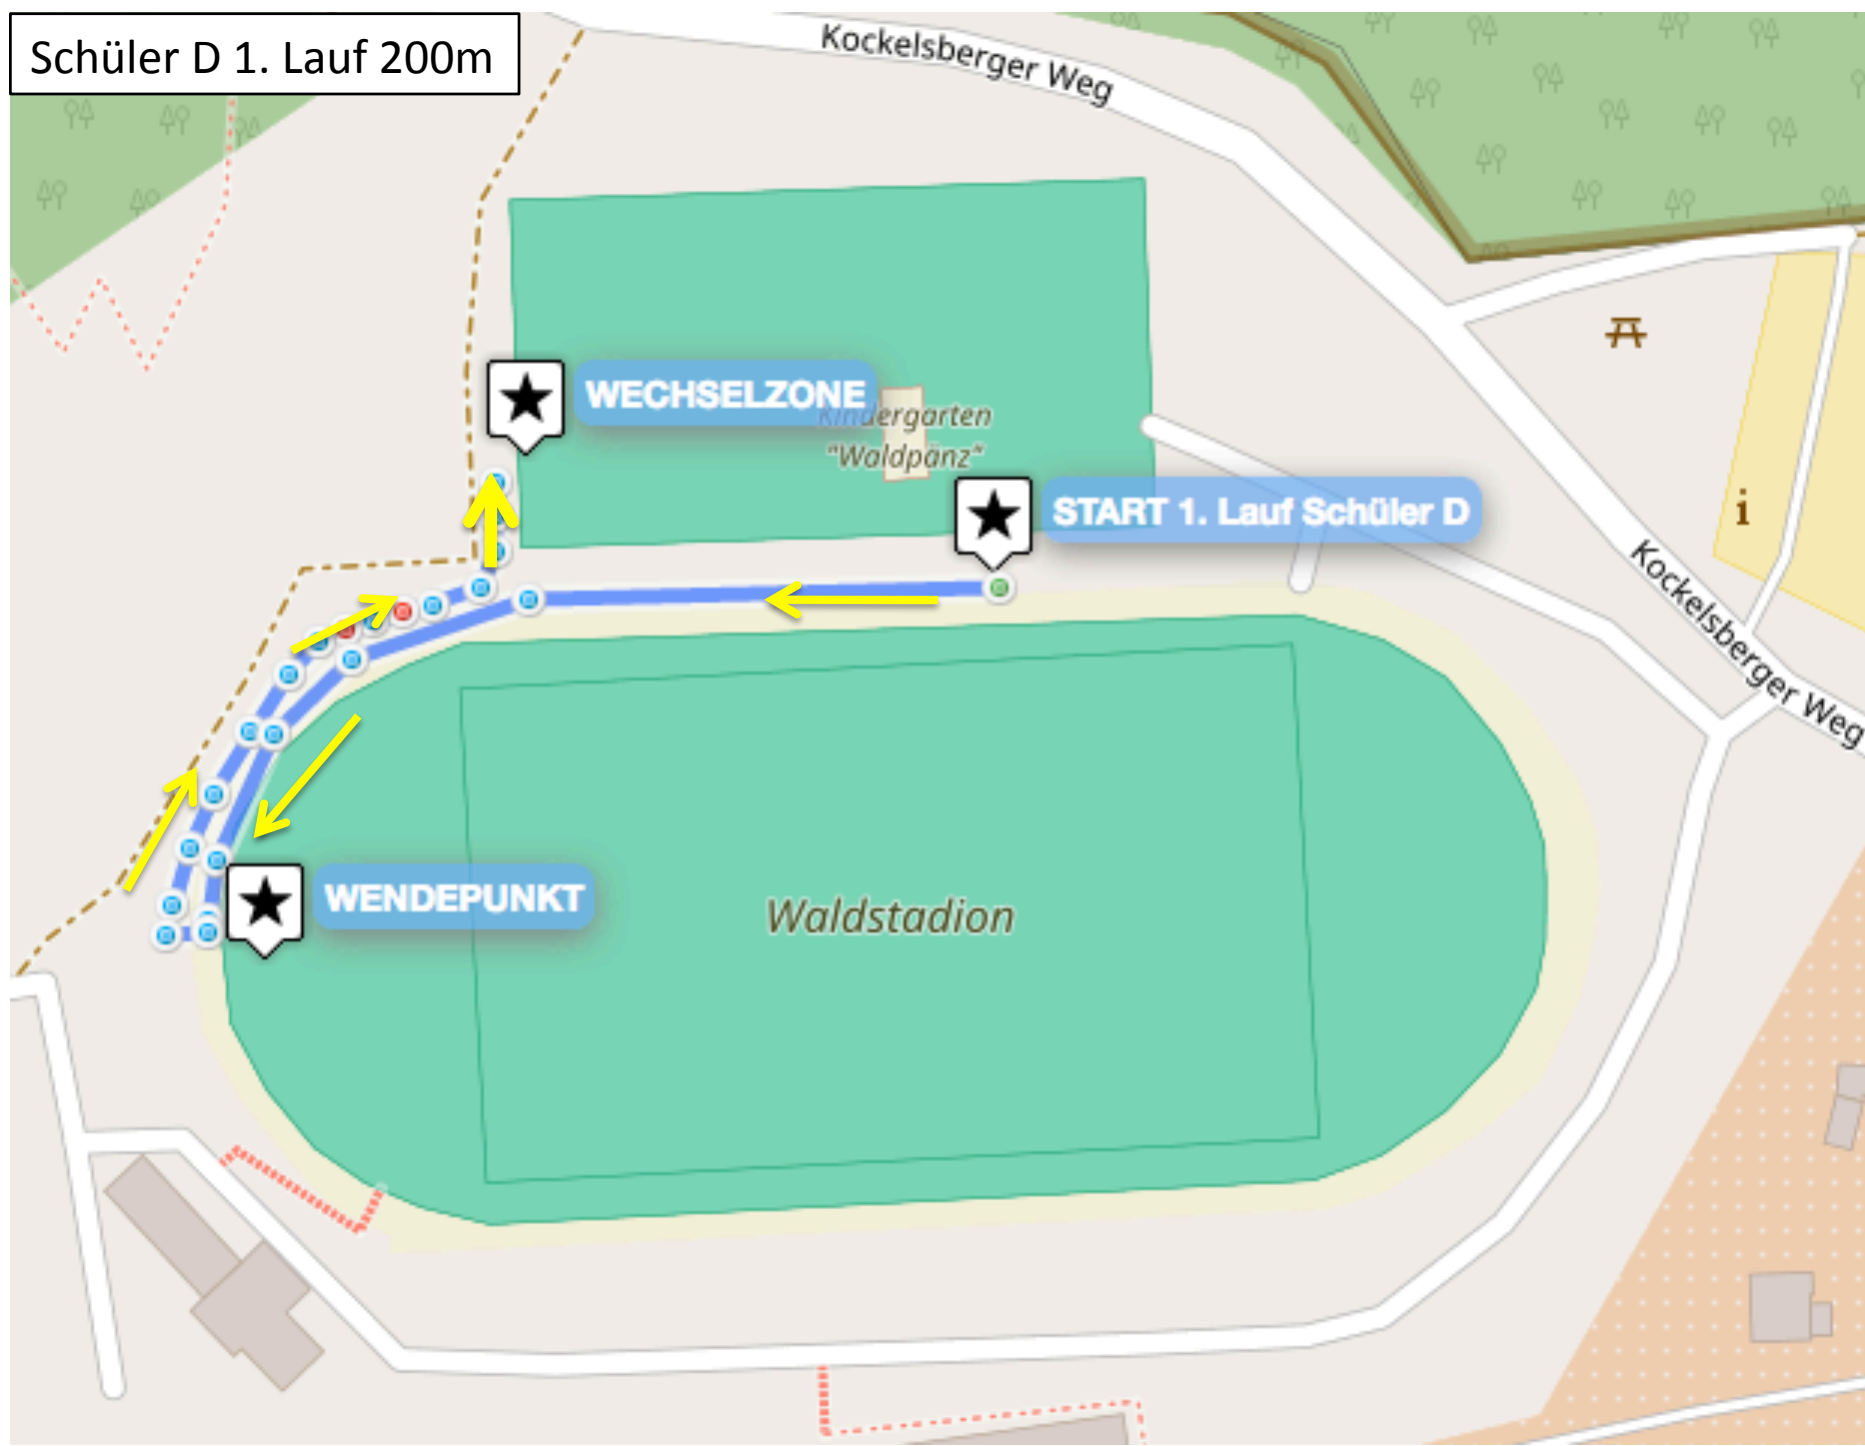 Schüler D 1. Lauf 200m
Kockelsberger Weg
WECHSELZONE
Kindergarten
"Waldpänz"
START 1. Lauf Schüler D
i
Kockelsberger Weg
WENDEPUNKT
Waldstadion